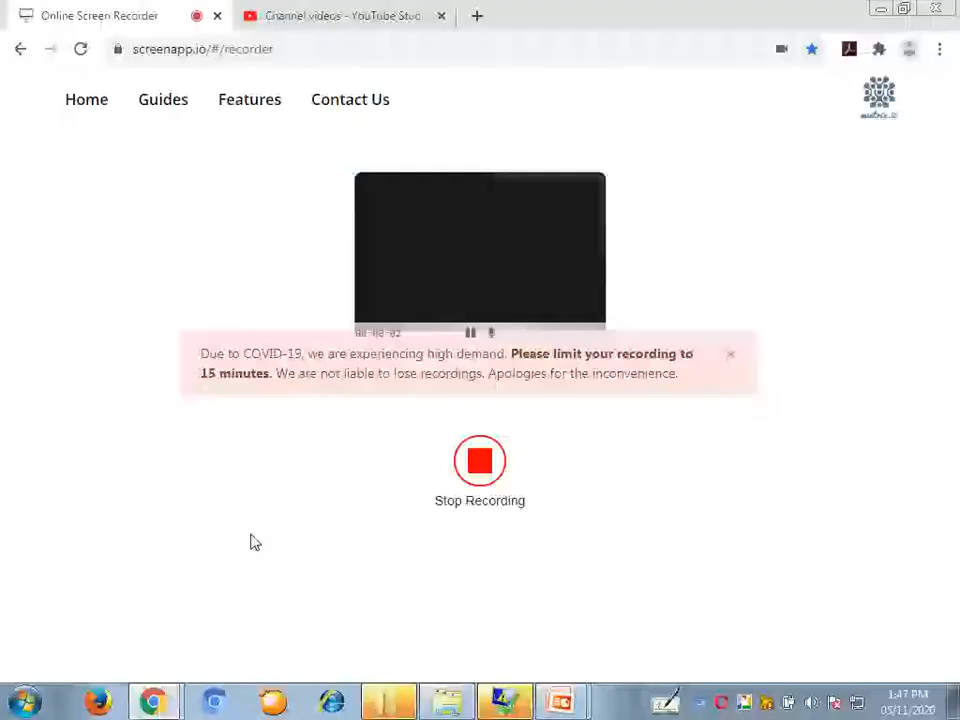 Online Screen Recorder
Channel videos - YouTube Stud
screenapp.io/#/recorder
Home
Guides
Features
Contact Us
Due to COVID-19, we are experiencing high demand. Please limit your recording to
15 minutes. We are not liable to lose recordings. Apologies for the inconvenience.
Stop Recording
1:47 PM
05/11/2020